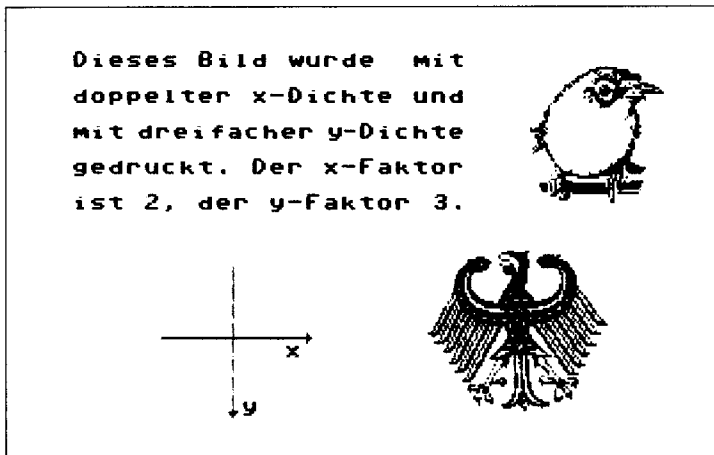 Dieses Bild wurde mit
doppelter x-Dichte und
mit dreifacher y-Dichte
gedruckt. Der x-Faktor
ist 2, der y-Faktor 3.
x
y